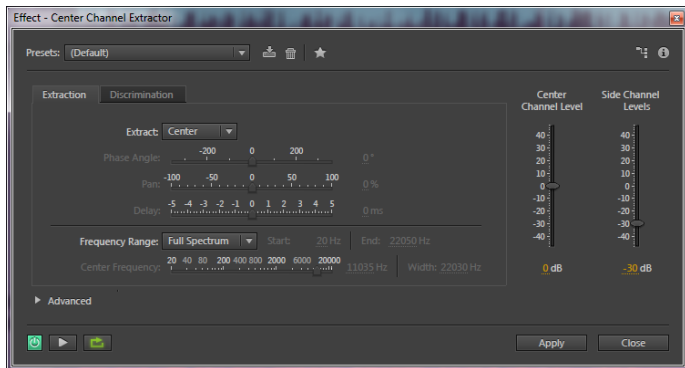 Effect - Center Channel Extractor
Presets: (Default)
Extraction Discrimination
Center Channel Level
Side Channel Levels
Extract: Center
Phase Angle: -200 0 200 0 °
Pan: -100 -50 0 50 100 0 %
Delay: -5 -4 -3 -2 -1 0 1 2 3 4 5 0 ms
Frequency Range: Full Spectrum Start: 20 Hz End: 22050 Hz
Center Frequency: 20 40 80 200 400 800 2000 6000 20000 11035 Hz Width: 22030 Hz
40 30 20 10 0 -10 -20 -30 -40
40 30 20 10 0 -10 -20 -30 -40
0 dB -30 dB
Advanced
Apply Close